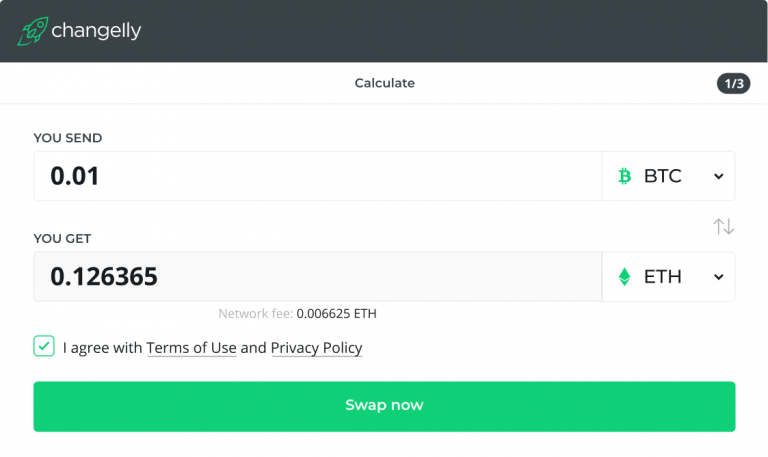 changelly
Calculate
1/3
YOU SEND
0.01
BTC
YOU GET
0.126365
ETH
Network fee: 0.006625 ETH
I agree with Terms of Use and Privacy Policy
Swap now